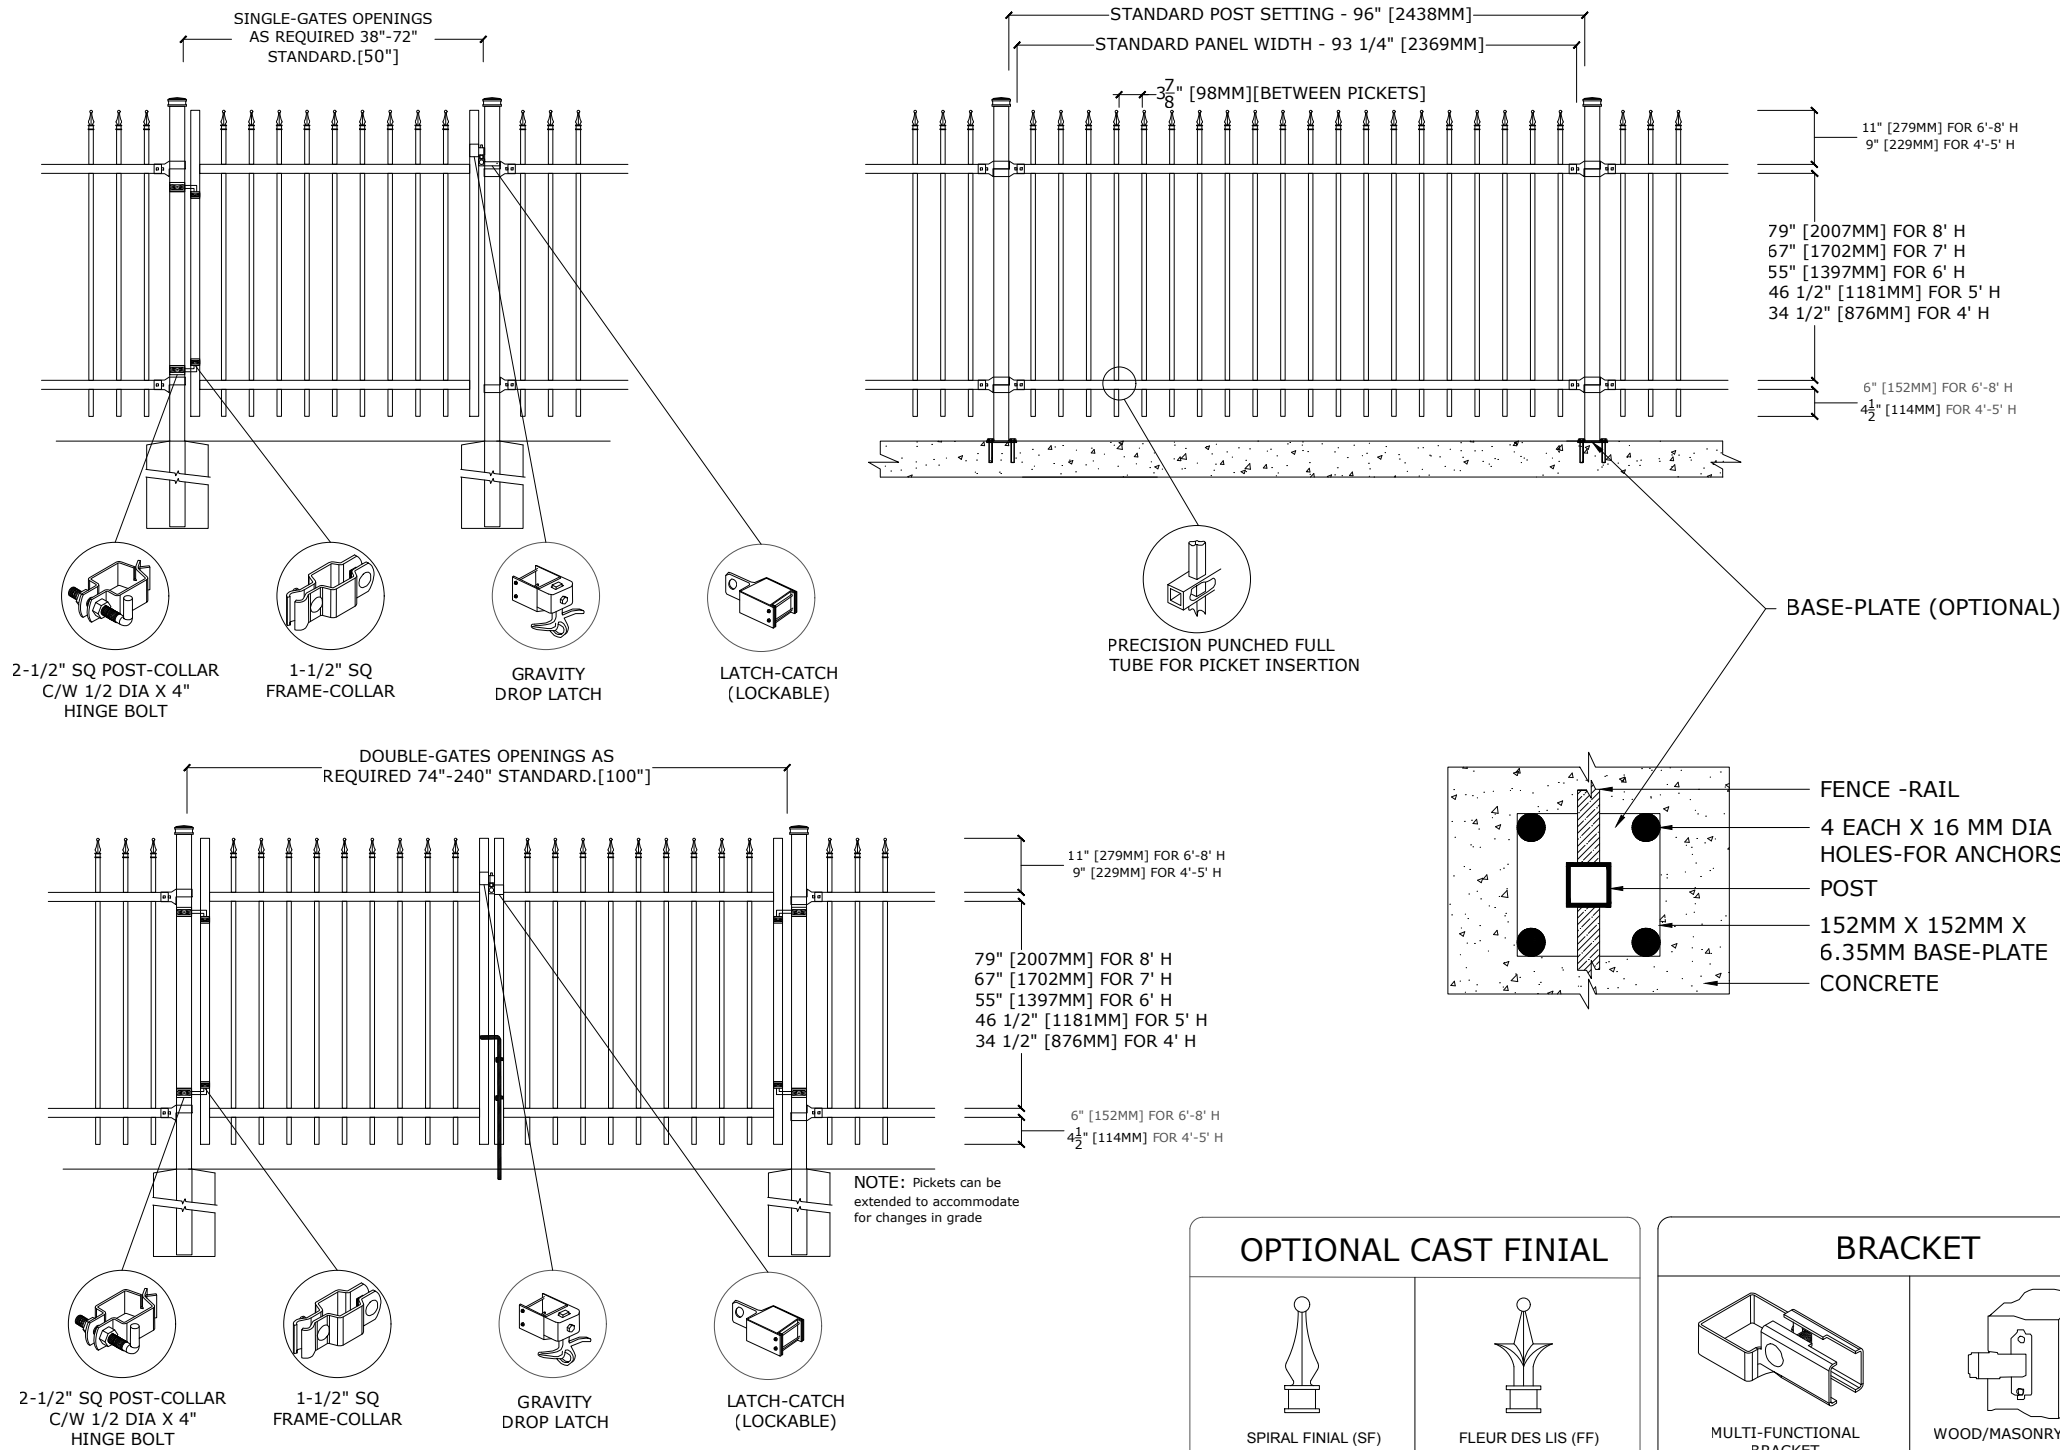 SINGLE-GATES OPENINGS
AS REQUIRED 38"-72"
STANDARD.[50"]
STANDARD POST SETTING - 96" [2438MM]
STANDARD PANEL WIDTH - 93 1/4" [2369MM]
3 7/8" [98MM][BETWEEN PICKETS]
11" [279MM] FOR 6'-8' H
9" [229MM] FOR 4'-5' H
79" [2007MM] FOR 8' H
67" [1702MM] FOR 7' H
55" [1397MM] FOR 6' H
46 1/2" [1181MM] FOR 5' H
34 1/2" [876MM] FOR 4' H
6" [152MM] FOR 6'-8' H
4 1/2" [114MM] FOR 4'-5' H
2-1/2" SQ POST-COLLAR
C/W 1/2 DIA X 4"
HINGE BOLT
1-1/2" SQ
FRAME-COLLAR
GRAVITY
DROP LATCH
LATCH-CATCH
(LOCKABLE)
PRECISION PUNCHED FULL
TUBE FOR PICKET INSERTION
BASE-PLATE (OPTIONAL)
DOUBLE-GATES OPENINGS AS
REQUIRED 74"-240" STANDARD.[100"]
11" [279MM] FOR 6'-8' H
9" [229MM] FOR 4'-5' H
79" [2007MM] FOR 8' H
67" [1702MM] FOR 7' H
55" [1397MM] FOR 6' H
46 1/2" [1181MM] FOR 5' H
34 1/2" [876MM] FOR 4' H
6" [152MM] FOR 6'-8' H
4 1/2" [114MM] FOR 4'-5' H
FENCE -RAIL
4 EACH X 16 MM DIA
HOLES-FOR ANCHORS
POST
152MM X 152MM X
6.35MM BASE-PLATE
CONCRETE
NOTE: Pickets can be
extended to accommodate
for changes in grade
2-1/2" SQ POST-COLLAR
C/W 1/2 DIA X 4"
HINGE BOLT
1-1/2" SQ
FRAME-COLLAR
GRAVITY
DROP LATCH
LATCH-CATCH
(LOCKABLE)
OPTIONAL CAST FINIAL
SPIRAL FINIAL (SF)
FLEUR DES LIS (FF)
BRACKET
MULTI-FUNCTIONAL
BRACKET
WOOD/MASONRY